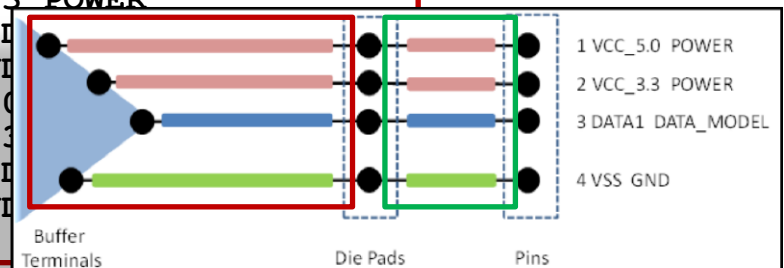 3 POWER
1 VCC_5.0 POWER
2 VCC_3.3 POWER
3 DATA1 DATA_MODEL
4 VSS GND
Buffer
Terminals
Die Pads
Pins